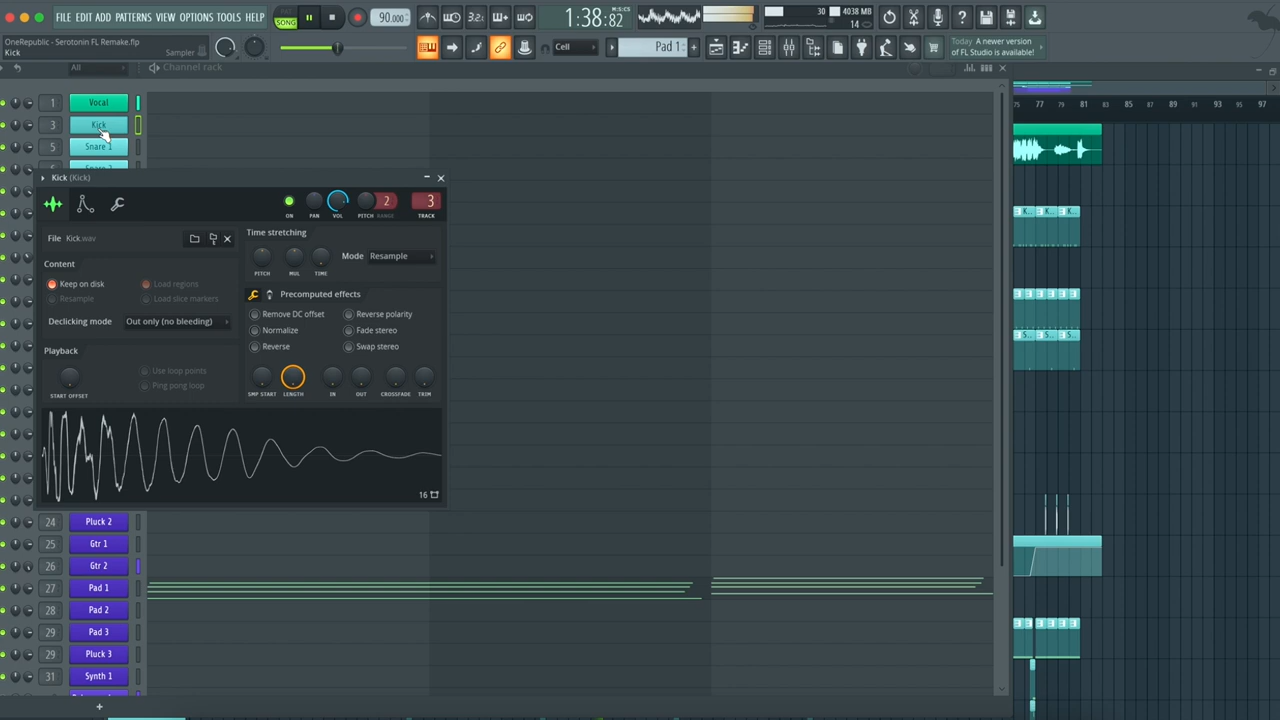 FILE EDIT ADD PATTERNS VIEW OPTIONS TOOLS HELP
SONG
90.000
1:38:82
30
4038 MB
14
OneRepublic - Serotonin FL Remake.flp
Kick
Sampler
Cell
Pad 1
Today A newer version
of FL Studio is available!
All
Channel rack
1 Vocal
3 Kick
5 Snare 1
Kick (Kick)
ON
PAN
VOL
PITCH
2
RANGE
3
TRACK
File Kick.wav
Content
Keep on disk
Load regions
Resample
Load slice markers
Declicking mode
Out only (no bleeding)
Playback
START OFFSET
Use loop points
Ping pong loop
Time stretching
PITCH
MUL
TIME
Mode
Resample
Precomputed effects
Remove DC offset
Reverse polarity
Normalize
Fade stereo
Reverse
Swap stereo
SMP START
LENGTH
IN
OUT
CROSSFADE
TRIM
16
24 Pluck 2
25 Gtr 1
26 Gtr 2
27 Pad 1
28 Pad 2
29 Pad 3
29 Pluck 3
31 Synth 1
75 77 79 81 83 85 87 89 91 93 95 97